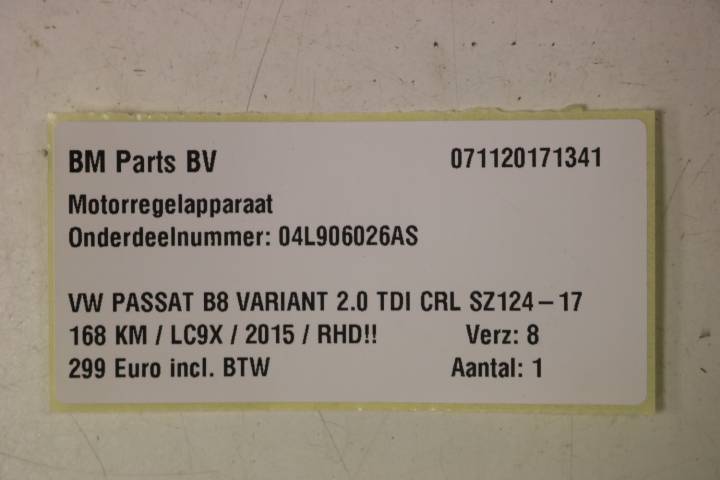 BM Parts BV 071120171341
Motorregelapparaat
Onderdeelnummer: 04L906026AS
VW PASSAT B8 VARIANT 2.0 TDI CRL SZ124-17
168 KM / LC9X / 2015 / RHD!! Verz: 8
299 Euro incl. BTW Aantal: 1